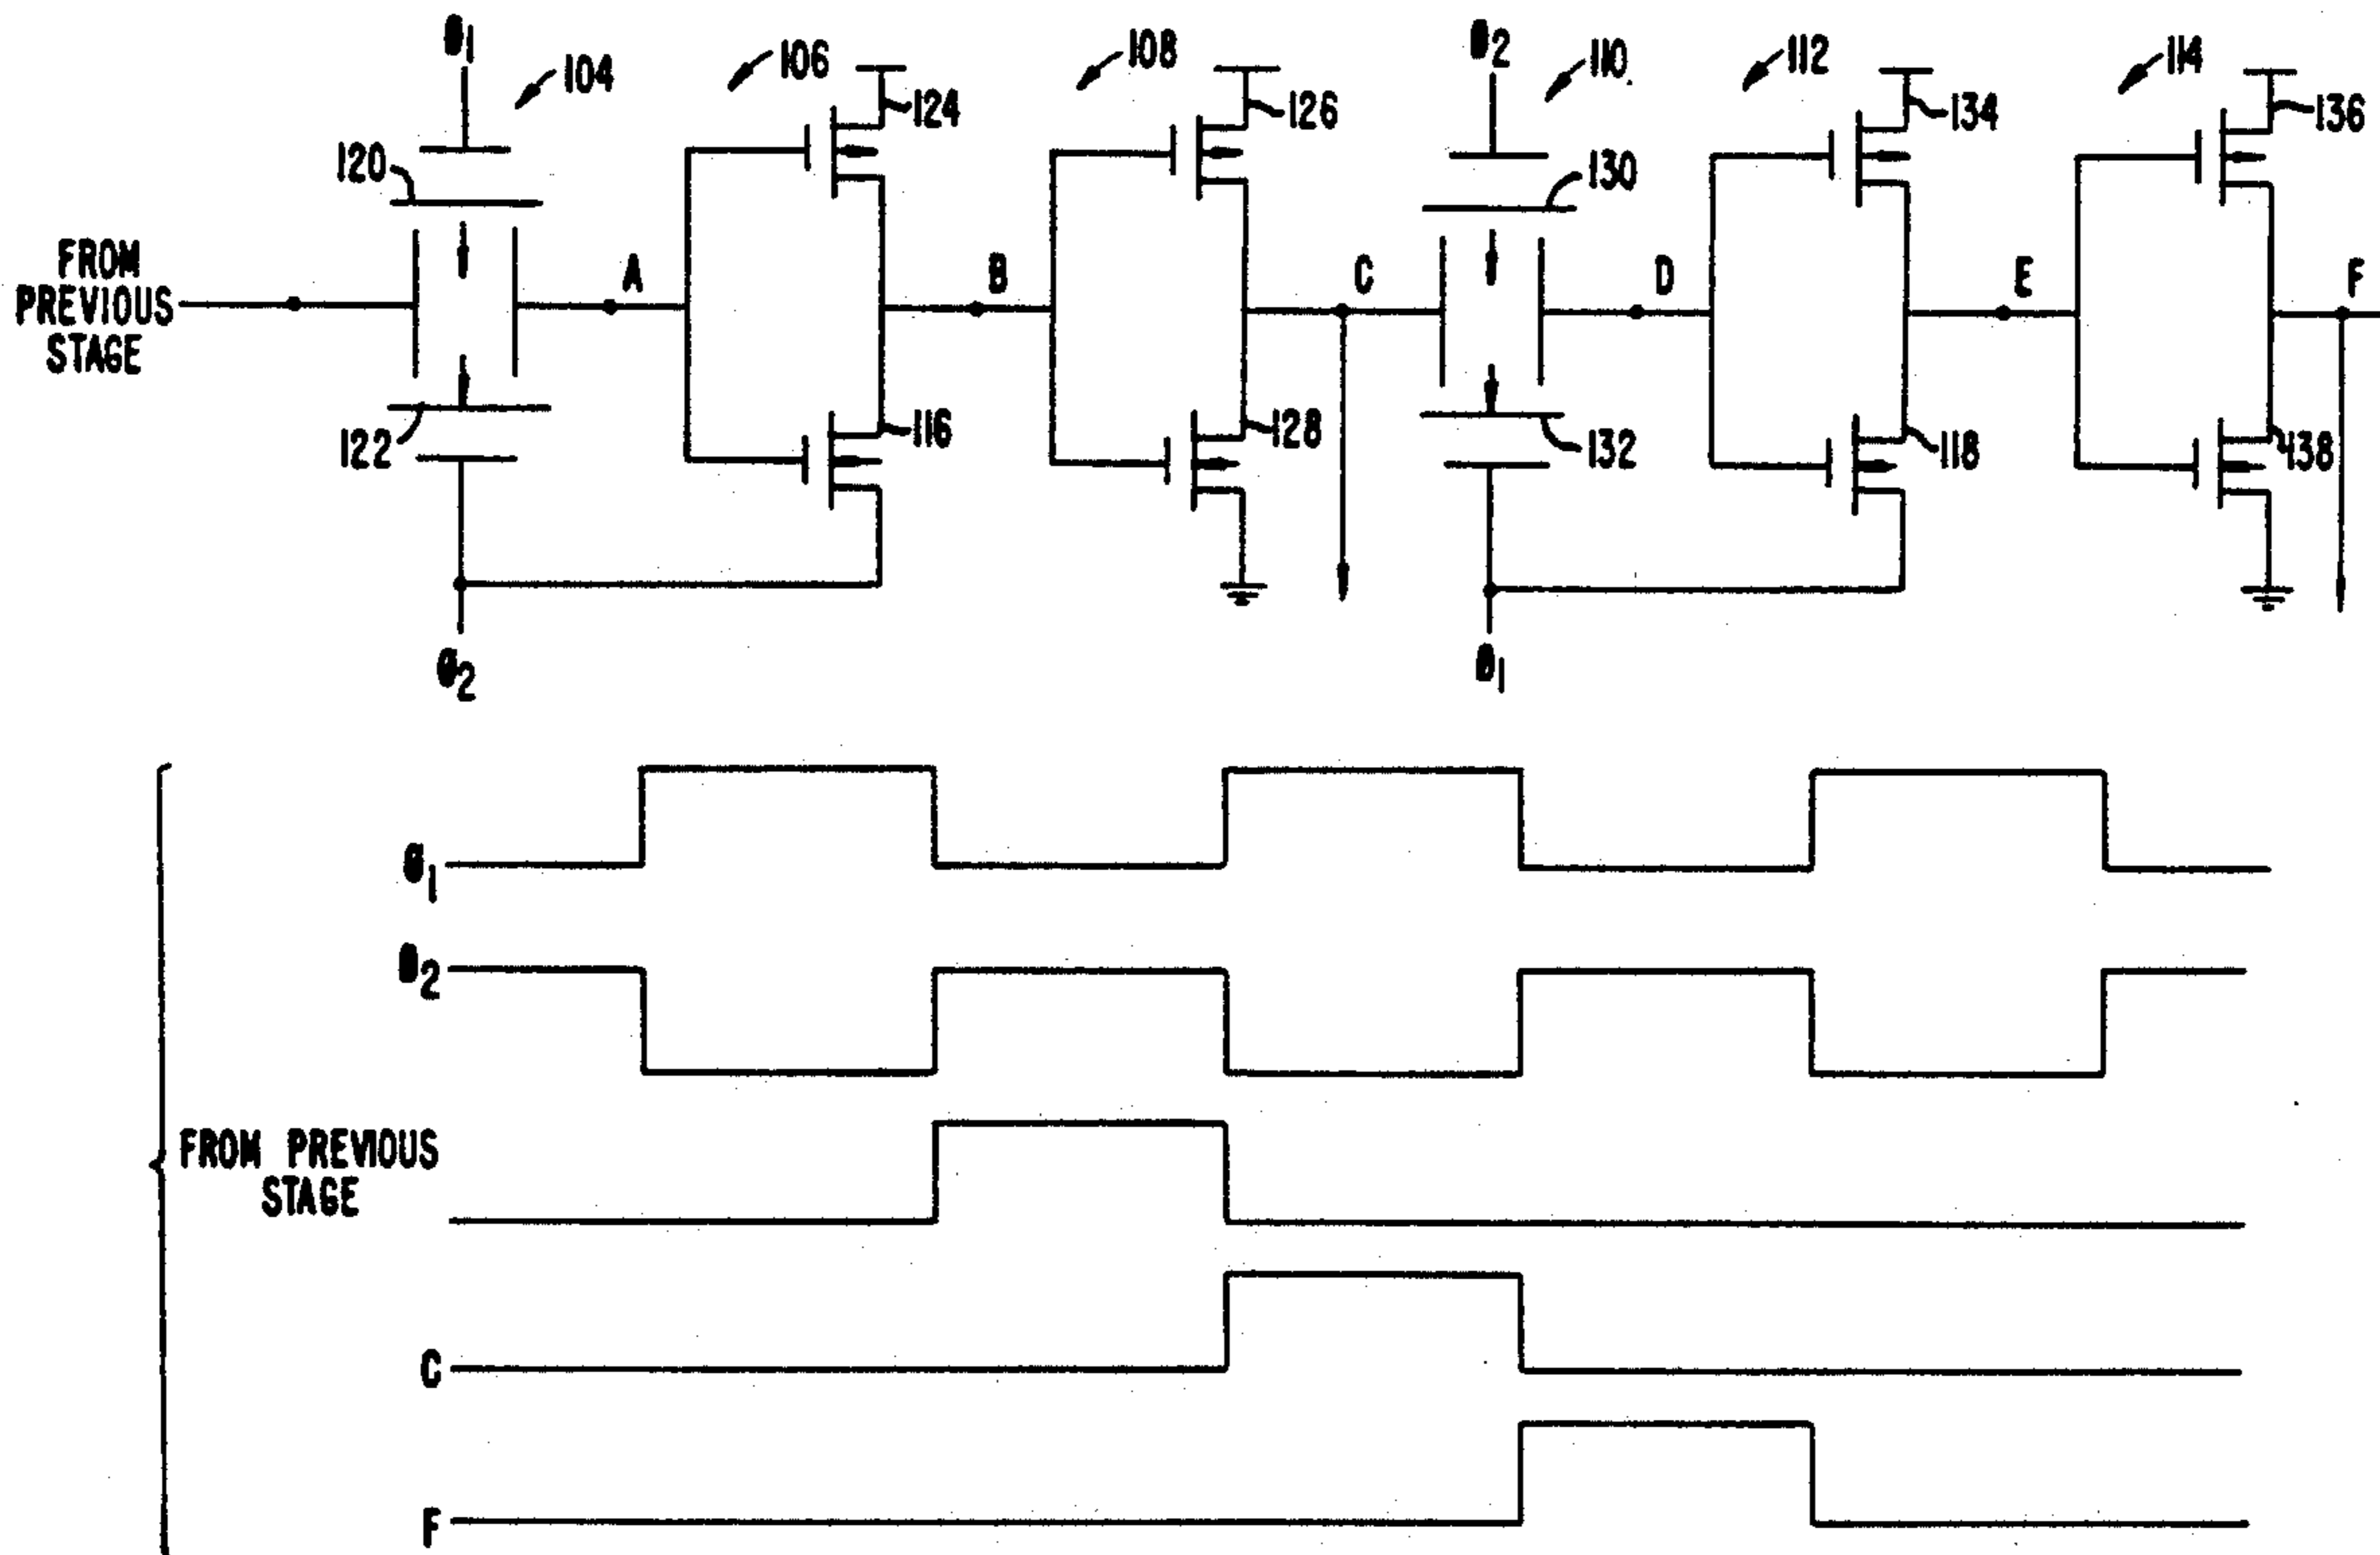 Ø1
104
106
124
108
126
Ø2
110
112
134
114
136
120
130
FROM
PREVIOUS
STAGE
A
B
C
D
E
F
122
116
128
132
118
138
Ø2
Ø1
Ø1
Ø2
FROM PREVIOUS
STAGE
C
F